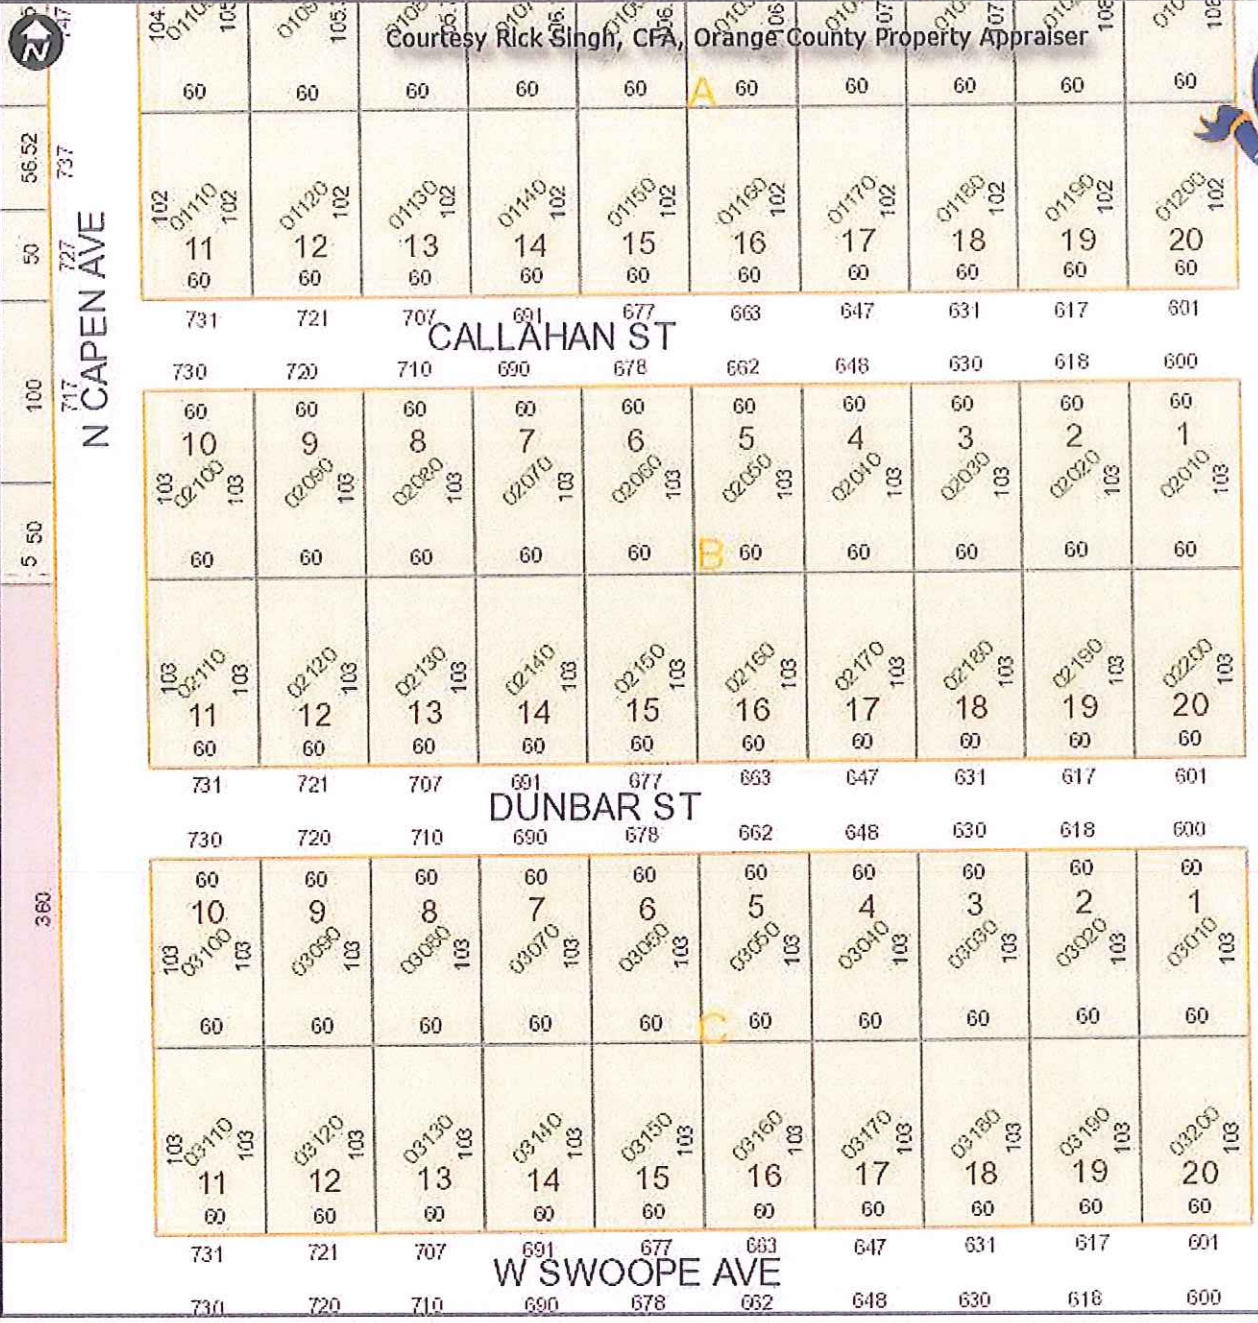 Courtesy Rick Singh, CFA, Orange County Property Appraiser
N
60 60 60 60 60 A 60 60 60 60 60
56.52 737
102 01110 102 01120 102 01130 102 01140 102 01150 102 01160 102 01170 102 01180 102 01190 102 01200 102
50 727
11 12 13 14 15 16 17 18 19 20
60 60 60 60 60 60 60 60 60 60
N CAPEN AVE
731 721 707 691 677 663 647 631 617 601
CALLAHAN ST
730 720 710 690 678 662 648 630 618 600
100 717
60 60 60 60 60 60 60 60 60 60
10 9 8 7 6 5 4 3 2 1
103 02100 103 02090 103 02080 103 02070 103 02060 103 02050 103 02040 103 02030 103 02020 103 02010 103
50
60 60 60 60 60 B 60 60 60 60 60
103 02110 103 02120 103 02130 103 02140 103 02150 103 02160 103 02170 103 02180 103 02190 103 02200 103
11 12 13 14 15 16 17 18 19 20
60 60 60 60 60 60 60 60 60 60
731 721 707 691 677 663 647 631 617 601
DUNBAR ST
730 720 710 690 678 662 648 630 618 600
360
60 60 60 60 60 60 60 60 60 60
10 9 8 7 6 5 4 3 2 1
103 03100 103 03090 103 03080 103 03070 103 03060 103 03050 103 03040 103 03030 103 03020 103 03010 103
60 60 60 60 60 C 60 60 60 60 60
103 03110 103 03120 103 03130 103 03140 103 03150 103 03160 103 03170 103 03180 103 03190 103 03200 103
11 12 13 14 15 16 17 18 19 20
60 60 60 60 60 60 60 60 60 60
731 721 707 691 677 663 647 631 617 601
W SWOOPE AVE
730 720 710 690 678 662 648 630 618 600